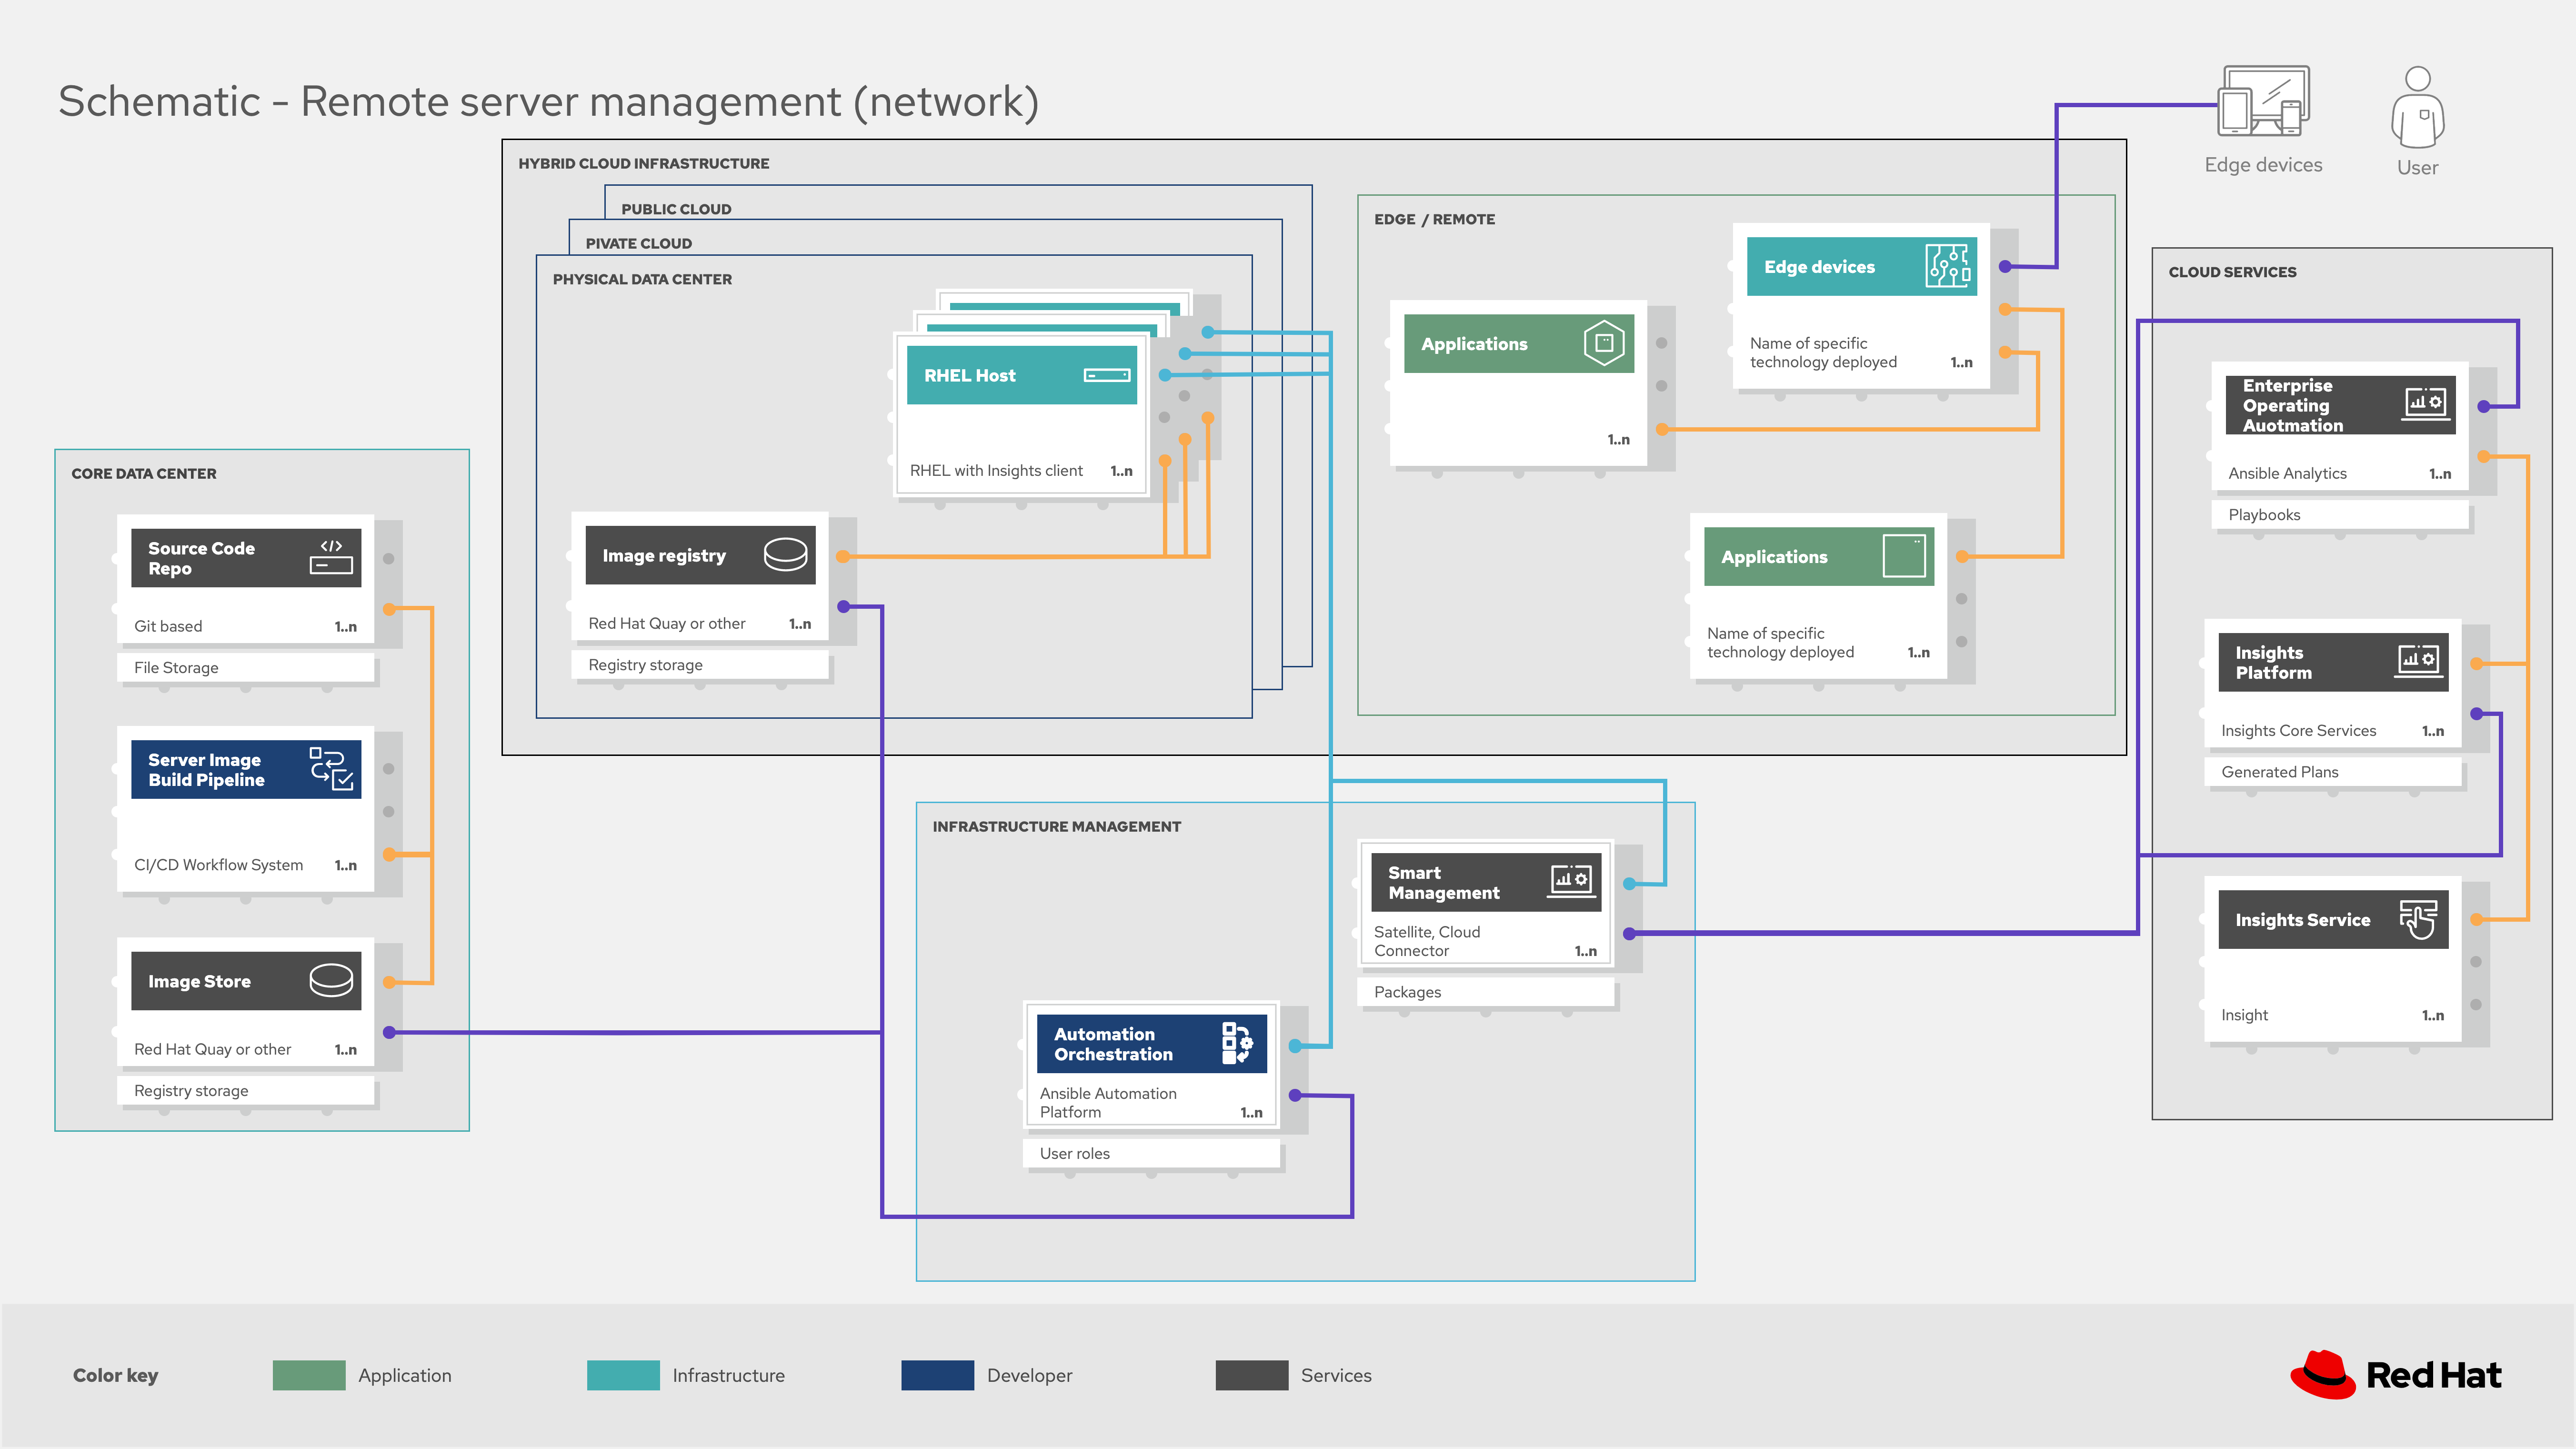 Schematic - Remote server management (network)
Edge devices
User
HYBRID CLOUD INFRASTRUCTURE
PUBLIC CLOUD
PIVATE CLOUD
PHYSICAL DATA CENTER
RHEL Host
RHEL with Insights client 1..n
Image registry
Red Hat Quay or other 1..n
Registry storage
EDGE / REMOTE
Edge devices
Name of specific
technology deployed 1..n
Applications
1..n
Applications
Name of specific
technology deployed 1..n
CORE DATA CENTER
Source Code
Repo
Git based 1..n
File Storage
Server Image
Build Pipeline
CI/CD Workflow System 1..n
Image Store
Red Hat Quay or other 1..n
Registry storage
INFRASTRUCTURE MANAGEMENT
Smart
Management
Satellite, Cloud
Connector 1..n
Packages
Automation
Orchestration
Ansible Automation
Platform 1..n
User roles
CLOUD SERVICES
Enterprise
Operating
Auotmation
Ansible Analytics 1..n
Playbooks
Insights
Platform
Insights Core Services 1..n
Generated Plans
Insights Service
Insight 1..n
Color key
Application
Infrastructure
Developer
Services
Red Hat